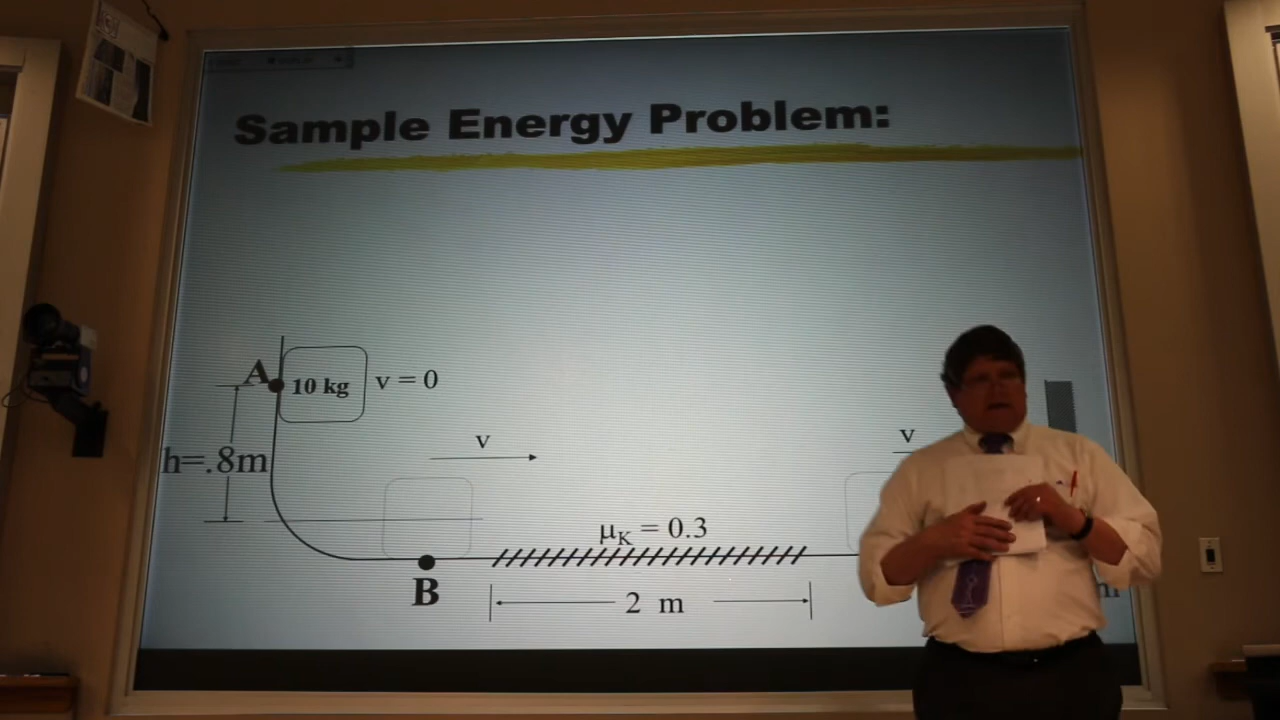 Sample Energy Problem:
A
10 kg
v = 0
h=.8m
v
v
μK = 0.3
B
2 m